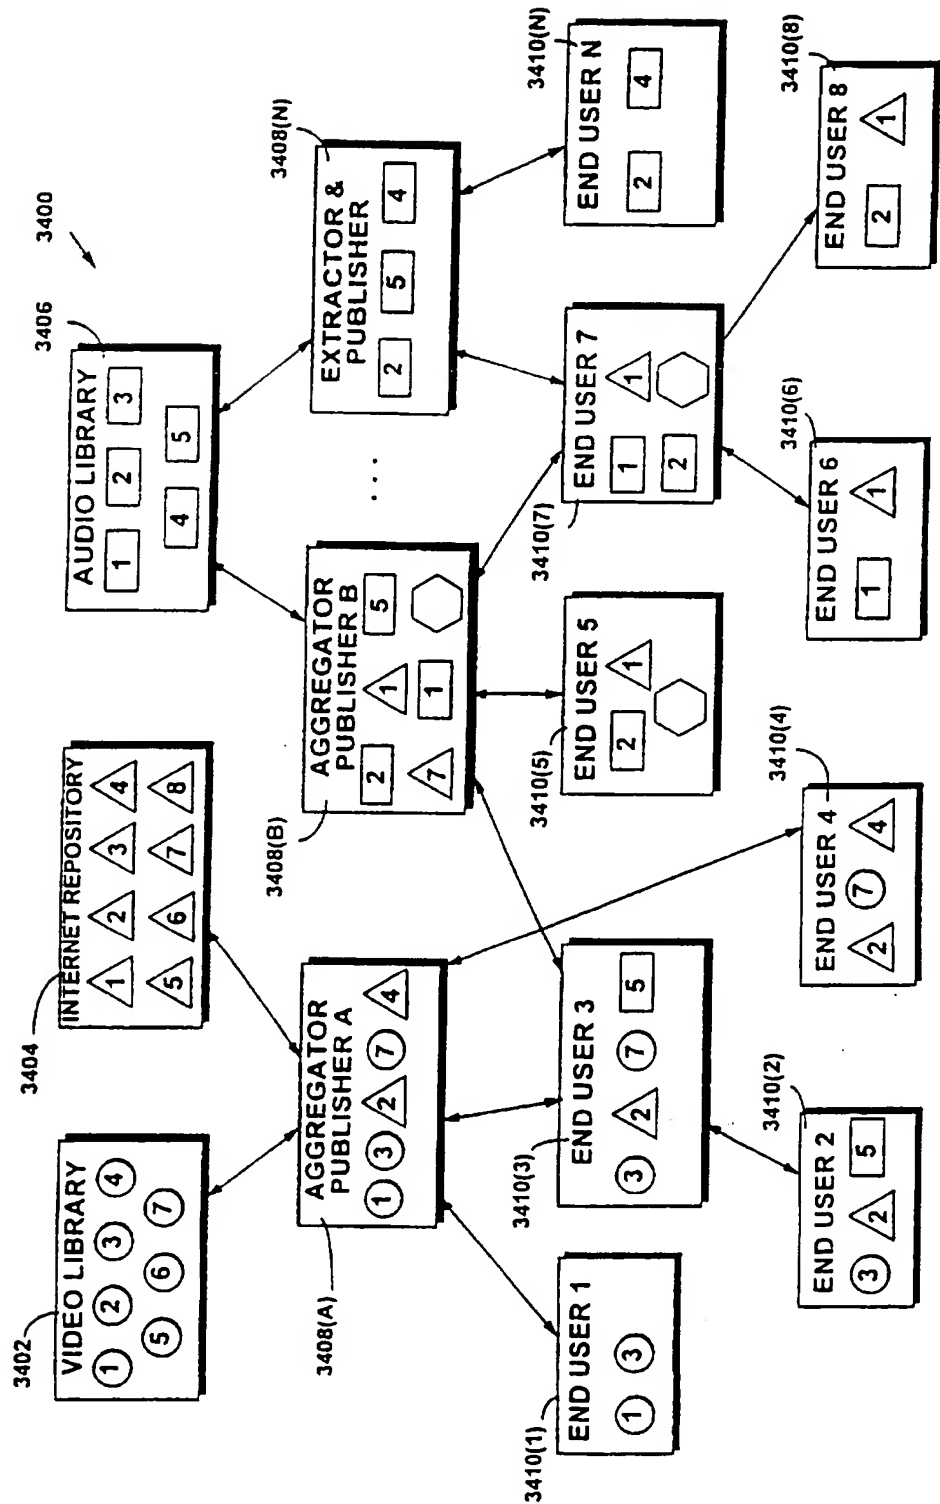 3400
3402
VIDEO LIBRARY
1 2 3 4
5 6 7
3404
INTERNET REPOSITORY
1 2 3 4
5 6 7 8
3406
AUDIO LIBRARY
1 2 3
4 5
3408(A)
AGGREGATOR
PUBLISHER A
1 3 2 7 4
3408(B)
AGGREGATOR
PUBLISHER B
2 1 5
7 1
...
3408(N)
EXTRACTOR &
PUBLISHER
2 5 4
3410(1)
END USER 1
1 3
3410(3)
END USER 3
3 2 7 5
3410(5)
END USER 5
2 1
3410(7)
END USER 7
1 1
2
3410(N)
END USER N
2 4
3410(2)
END USER 2
3 2 5
3410(4)
END USER 4
2 7 4
3410(6)
END USER 6
1 1
3410(8)
END USER 8
2 1